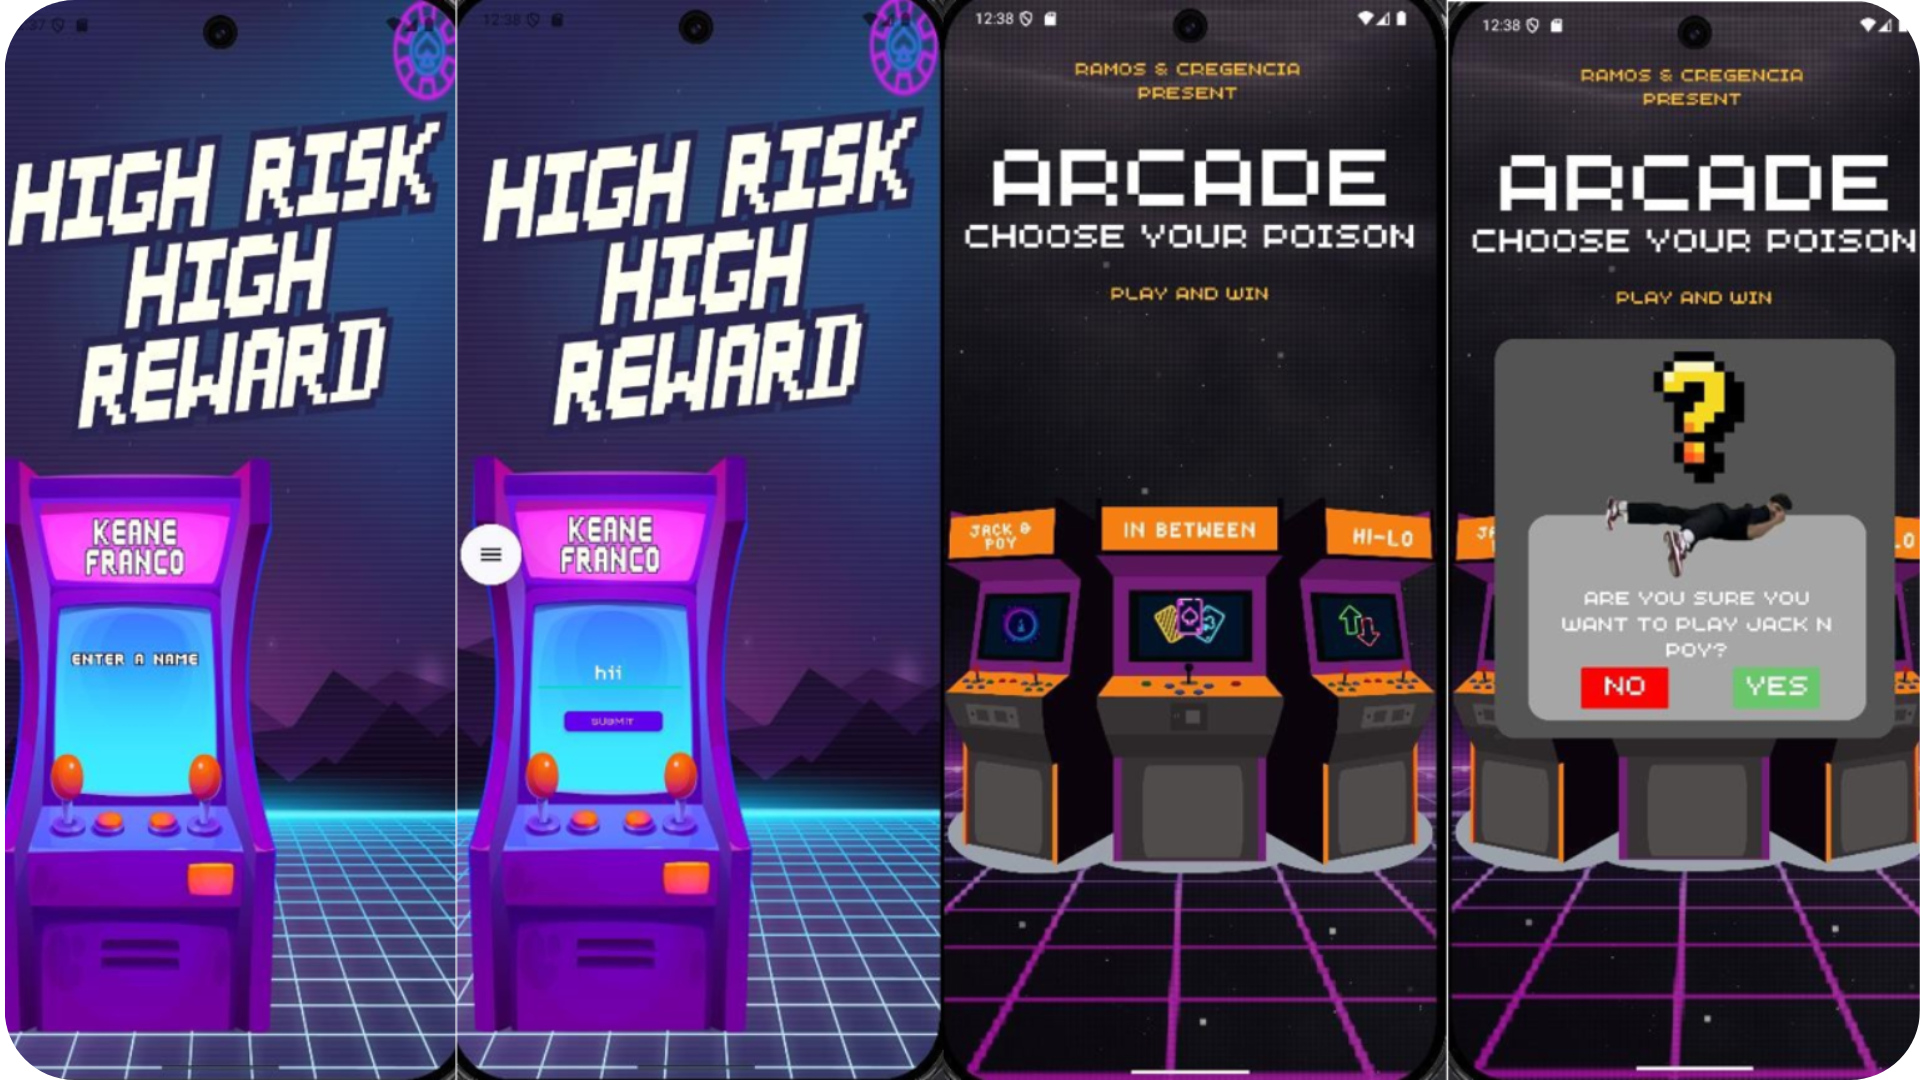 HIGH RISK
HIGH
REWARD
KEANE
FRANCO
ENTER A NAME
12:38
HIGH RISK
HIGH
REWARD
KEANE
FRANCO
hii
SUBMIT
12:38
RAMOS & CREGENCIA
PRESENT
ARCADE
CHOOSE YOUR POISON
PLAY AND WIN
JACK &
POY
IN BETWEEN
HI-LO
12:38
RAMOS & CREGENCIA
PRESENT
ARCADE
CHOOSE YOUR POISON
PLAY AND WIN
ARE YOU SURE YOU
WANT TO PLAY JACK N
POY?
NO
YES